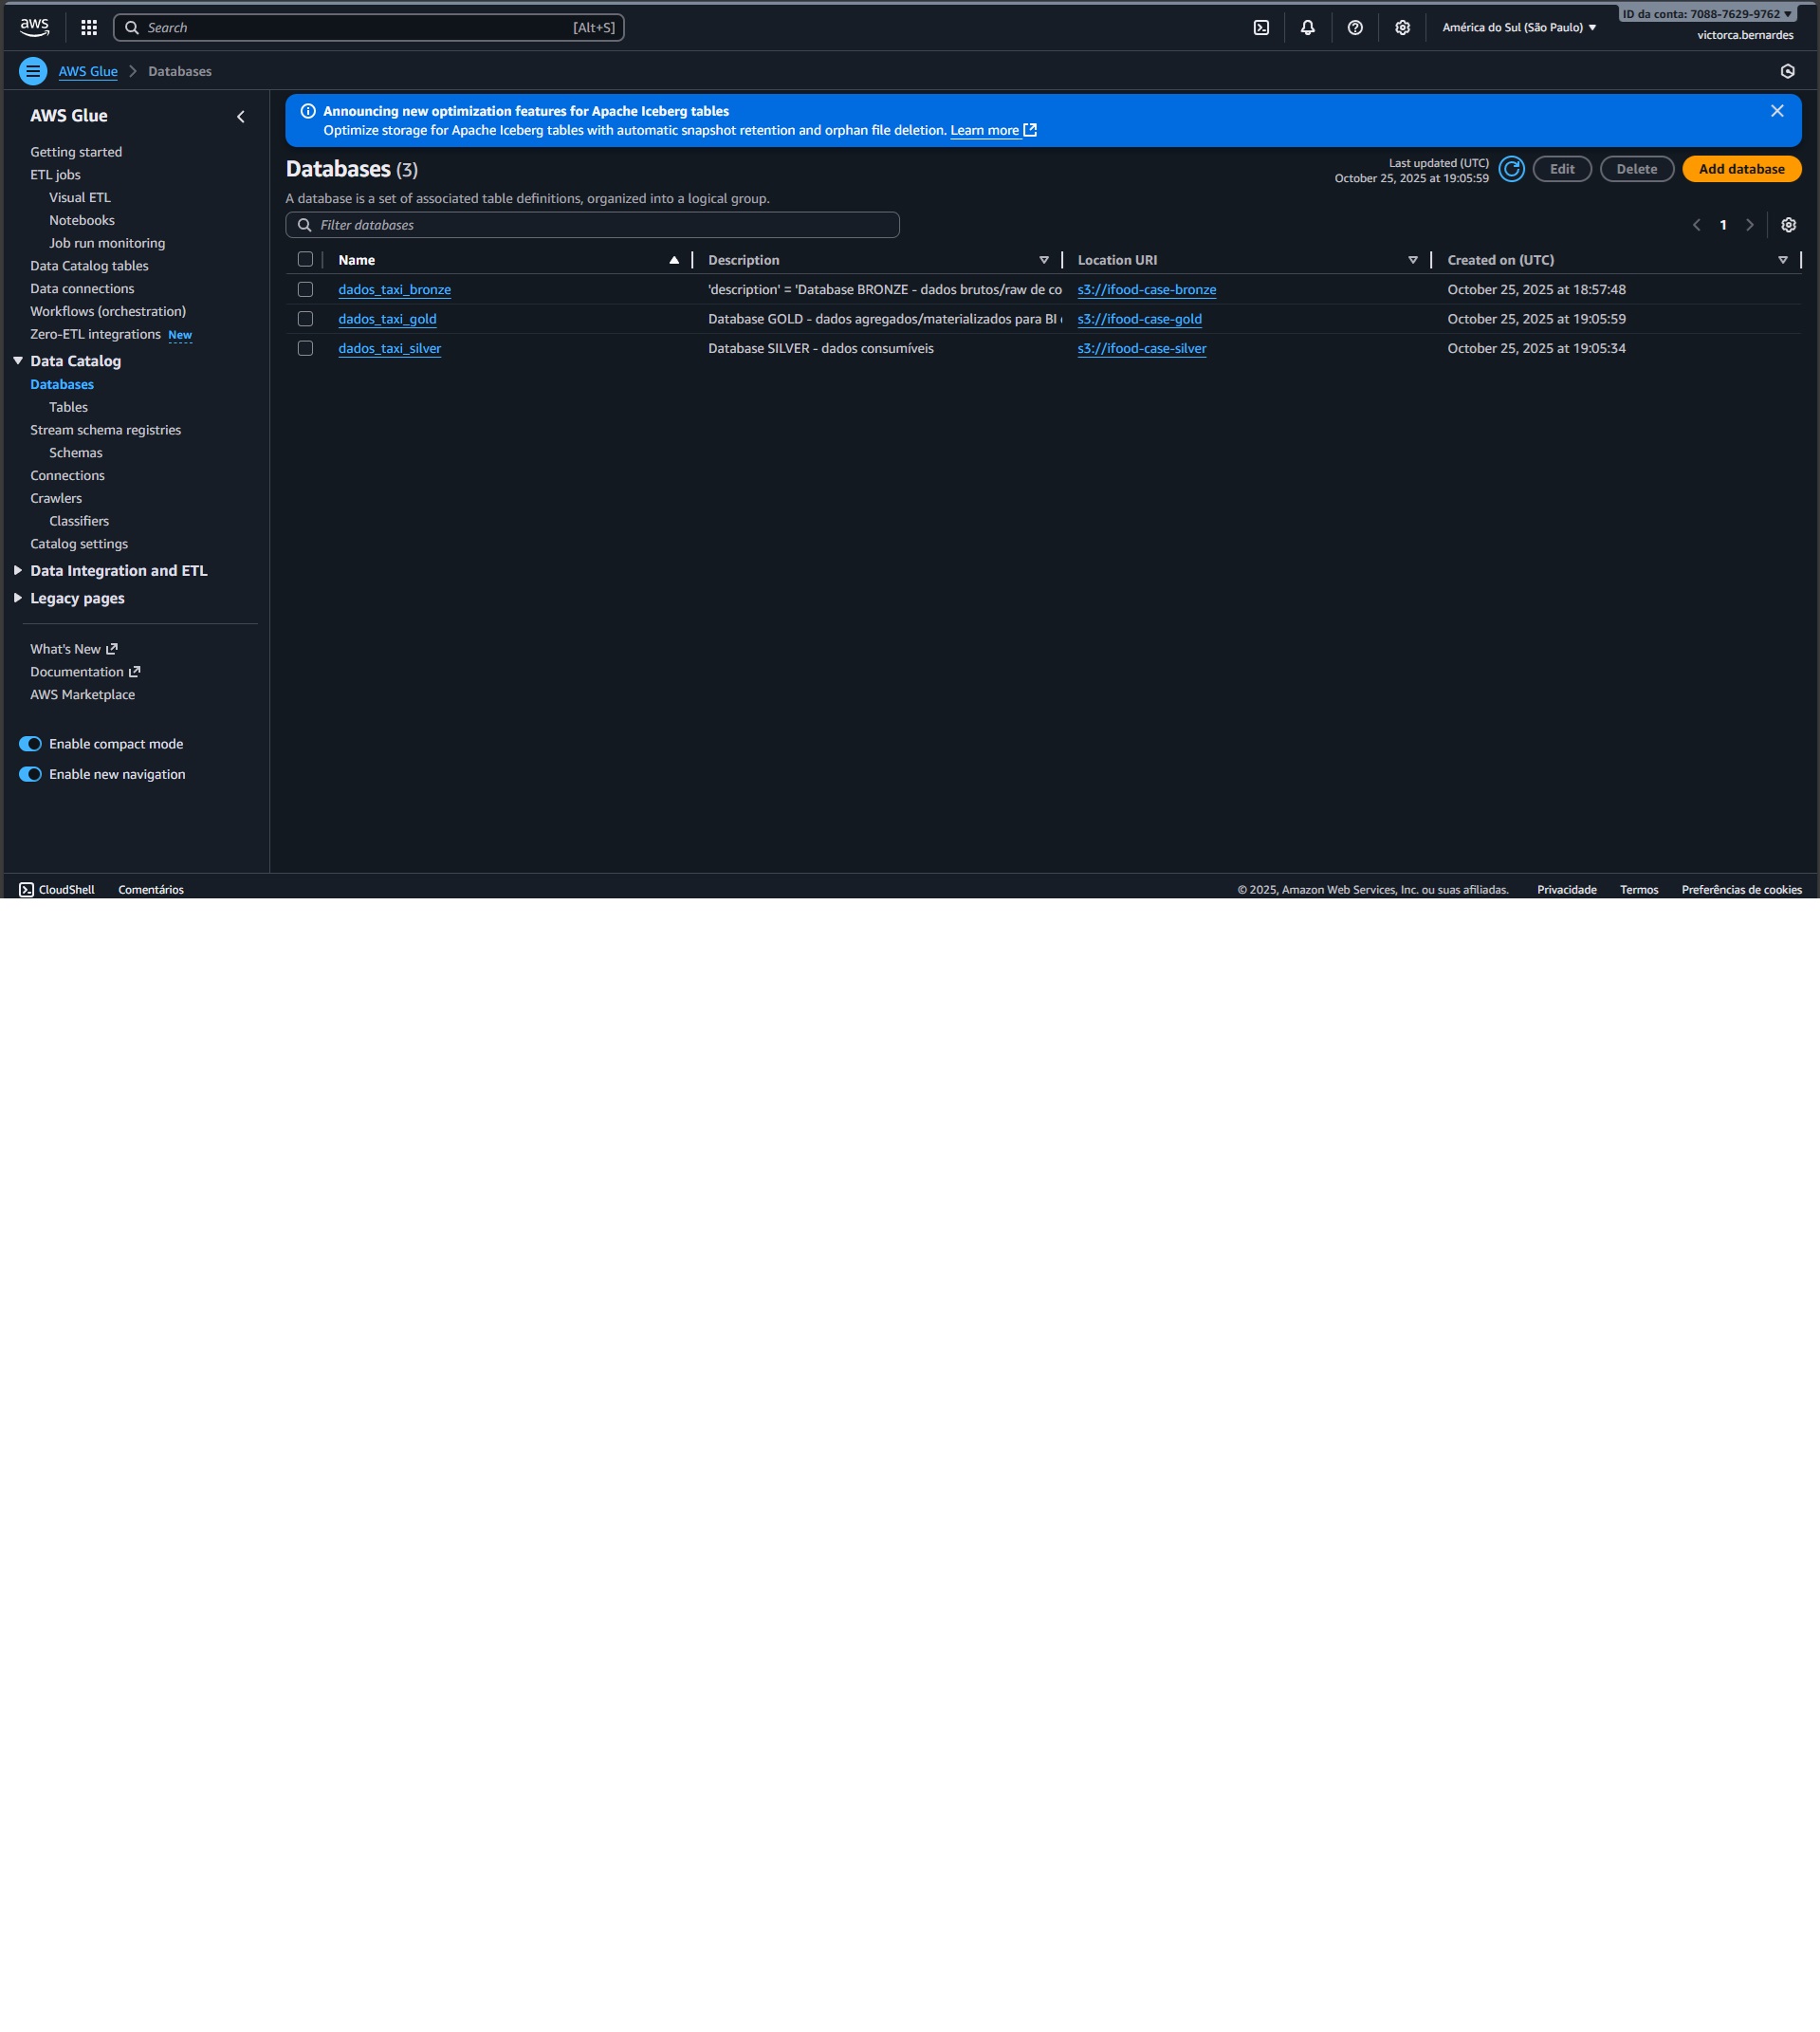 aws
Search
[Alt+S]
América do Sul (São Paulo)
ID da conta: 7088-7629-9762
victorca.bernardes
AWS Glue
Databases
AWS Glue
Getting started
ETL jobs
Visual ETL
Notebooks
Job run monitoring
Data Catalog tables
Data connections
Workflows (orchestration)
Zero-ETL integrations New
Data Catalog
Databases
Tables
Stream schema registries
Schemas
Connections
Crawlers
Classifiers
Catalog settings
Data Integration and ETL
Legacy pages
What's New
Documentation
AWS Marketplace
Enable compact mode
Enable new navigation
Announcing new optimization features for Apache Iceberg tables
Optimize storage for Apache Iceberg tables with automatic snapshot retention and orphan file deletion. Learn more
Databases (3)
Last updated (UTC)
October 25, 2025 at 19:05:59
Edit
Delete
Add database
A database is a set of associated table definitions, organized into a logical group.
Filter databases
1
Name Description Location URI Created on (UTC)
dados_taxi_bronze 'description' = 'Database BRONZE - dados brutos/raw de co s3://ifood-case-bronze October 25, 2025 at 18:57:48
dados_taxi_gold Database GOLD - dados agregados/materializados para BI s3://ifood-case-gold October 25, 2025 at 19:05:59
dados_taxi_silver Database SILVER - dados consumíveis s3://ifood-case-silver October 25, 2025 at 19:05:34
CloudShell
Comentários
© 2025, Amazon Web Services, Inc. ou suas afiliadas.
Privacidade
Termos
Preferências de cookies